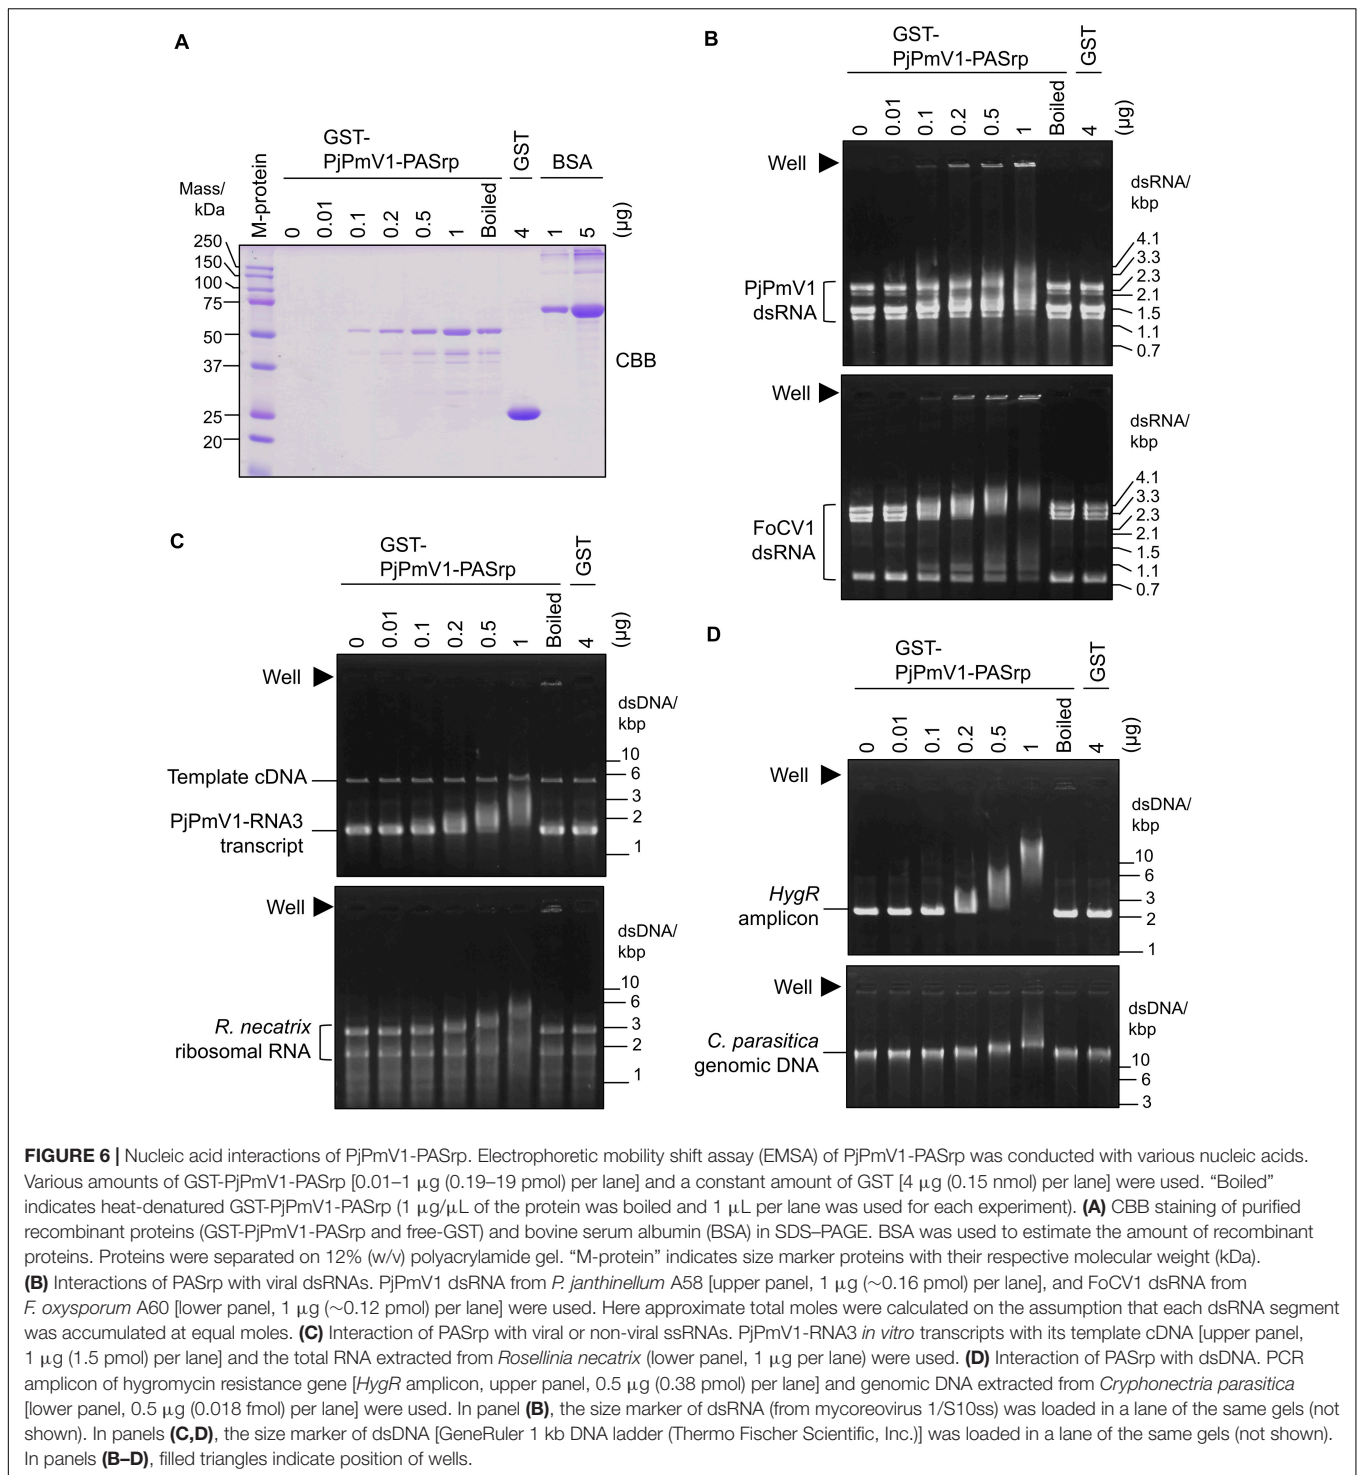 A
GST-
PjPmV1-PASrp
GST
BSA
Mass/
kDa
M-protein
0
0.01
0.1
0.2
0.5
1
Boiled
4
1
5
(μg)
250
150
100
75
50
37
25
20
CBB
B
GST-
PjPmV1-PASrp
GST
0
0.01
0.1
0.2
0.5
1
Boiled
4
(μg)
Well
dsRNA/
kbp
PjPmV1
dsRNA
4.1
3.3
2.3
2.1
1.5
1.1
0.7
Well
dsRNA/
kbp
FoCV1
dsRNA
4.1
3.3
2.3
2.1
1.5
1.1
0.7
C
GST-
PjPmV1-PASrp
GST
0
0.01
0.1
0.2
0.5
1
Boiled
4
(μg)
Well
dsDNA/
kbp
Template cDNA
PjPmV1-RNA3
transcript
10
6
3
2
1
Well
dsDNA/
kbp
R. necatrix
ribosomal RNA
10
6
3
2
1
D
GST-
PjPmV1-PASrp
GST
0
0.01
0.1
0.2
0.5
1
Boiled
4
(μg)
Well
dsDNA/
kbp
HygR
amplicon
10
6
3
2
1
Well
dsDNA/
kbp
C. parasitica
genomic DNA
10
6
3
FIGURE 6 | Nucleic acid interactions of PjPmV1-PASrp. Electrophoretic mobility shift assay (EMSA) of PjPmV1-PASrp was conducted with various nucleic acids.
Various amounts of GST-PjPmV1-PASrp [0.01–1 μg (0.19–19 pmol) per lane] and a constant amount of GST [4 μg (0.15 nmol) per lane] were used. “Boiled”
indicates heat-denatured GST-PjPmV1-PASrp (1 μg/μL of the protein was boiled and 1 μL per lane was used for each experiment). (A) CBB staining of purified
recombinant proteins (GST-PjPmV1-PASrp and free-GST) and bovine serum albumin (BSA) in SDS–PAGE. BSA was used to estimate the amount of recombinant
proteins. Proteins were separated on 12% (w/v) polyacrylamide gel. “M-protein” indicates size marker proteins with their respective molecular weight (kDa).
(B) Interactions of PASrp with viral dsRNAs. PjPmV1 dsRNA from P. janthinellum A58 [upper panel, 1 μg (∼0.16 pmol) per lane], and FoCV1 dsRNA from
F. oxysporum A60 [lower panel, 1 μg (∼0.12 pmol) per lane] were used. Here approximate total moles were calculated on the assumption that each dsRNA segment
was accumulated at equal moles. (C) Interaction of PASrp with viral or non-viral ssRNAs. PjPmV1-RNA3 in vitro transcripts with its template cDNA [upper panel,
1 μg (1.5 pmol) per lane] and the total RNA extracted from Rosellinia necatrix (lower panel, 1 μg per lane) were used. (D) Interaction of PASrp with dsDNA. PCR
amplicon of hygromycin resistance gene [HygR amplicon, upper panel, 0.5 μg (0.38 pmol) per lane] and genomic DNA extracted from Cryphonectria parasitica
[lower panel, 0.5 μg (0.018 fmol) per lane] were used. In panel (B), the size marker of dsRNA (from mycoreovirus 1/S10ss) was loaded in a lane of the same gels (not
shown). In panels (C,D), the size marker of dsDNA [GeneRuler 1 kb DNA ladder (Thermo Fischer Scientific, Inc.)] was loaded in a lane of the same gels (not shown).
In panels (B–D), filled triangles indicate position of wells.